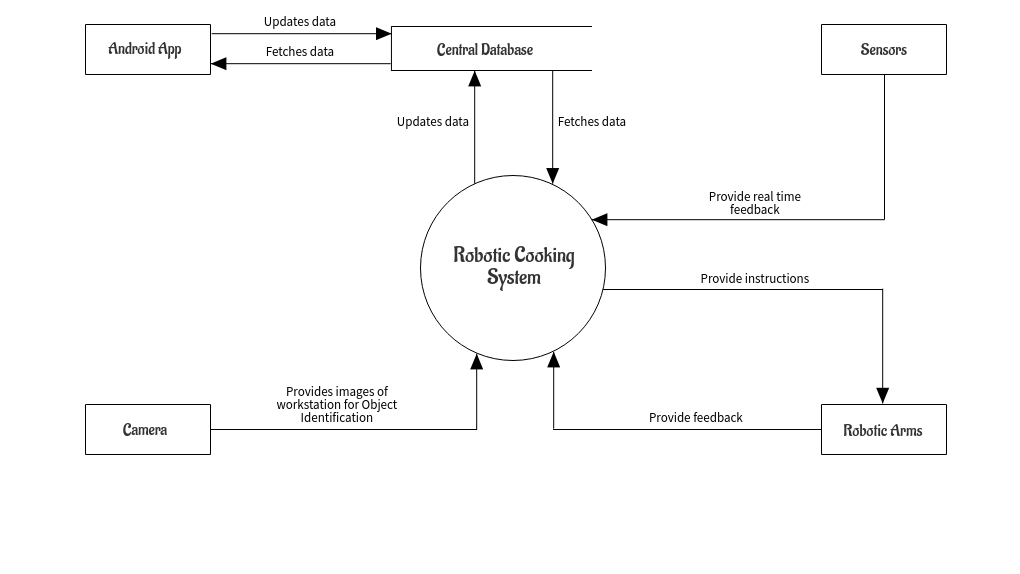 Updates data
Android App
Fetches data
Central Database
Sensors
Updates data
Fetches data
Provide real time
feedback
Robotic Cooking
System
Provide instructions
Provides images of
workstation for Object
Identification
Camera
Provide feedback
Robotic Arms